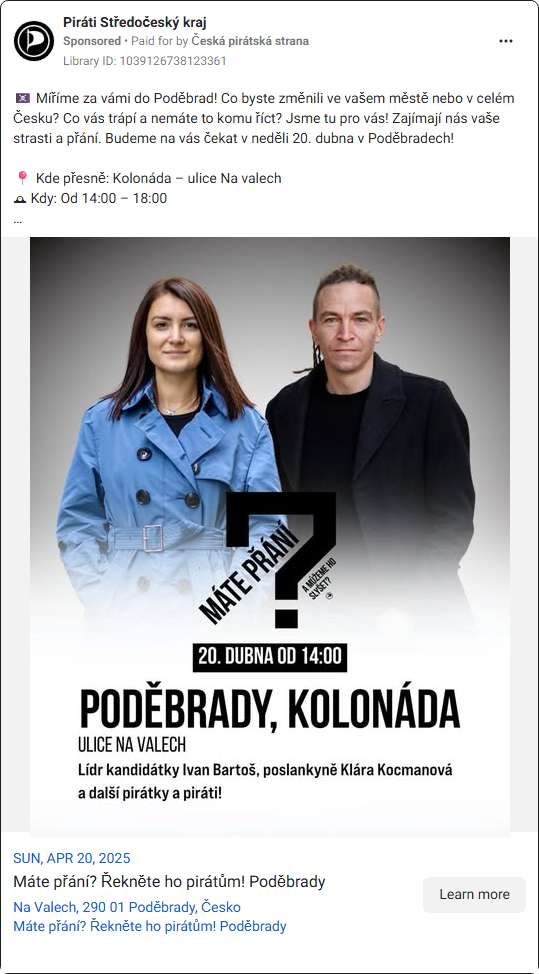 Piráti Středočeský kraj
Sponsored • Paid for by Česká pirátská strana
Library ID: 1039126738123361
🏴‍☠️ Míříme za vámi do Poděbrad! Co byste změnili ve vašem městě nebo v celém
Česku? Co vás trápí a nemáte to komu říct? Jsme tu pro vás! Zajímají nás vaše
strasti a přání. Budeme na vás čekat v neděli 20. dubna v Poděbradech!
📍 Kde přesně: Kolonáda – ulice Na valech
🕰 Kdy: Od 14:00 – 18:00
...
MÁTE PŘÁNÍ
?
A MŮŽEME HO
SLYŠET?
20. DUBNA OD 14:00
PODĚBRADY, KOLONÁDA
ULICE NA VALECH
Lídr kandidátky Ivan Bartoš, poslankyně Klára Kocmanová
a další pirátky a piráti!
SUN, APR 20, 2025
Máte přání? Řekněte ho pirátům! Poděbrady
Na Valech, 290 01 Poděbrady, Česko
Máte přání? Řekněte ho pirátům! Poděbrady
Learn more